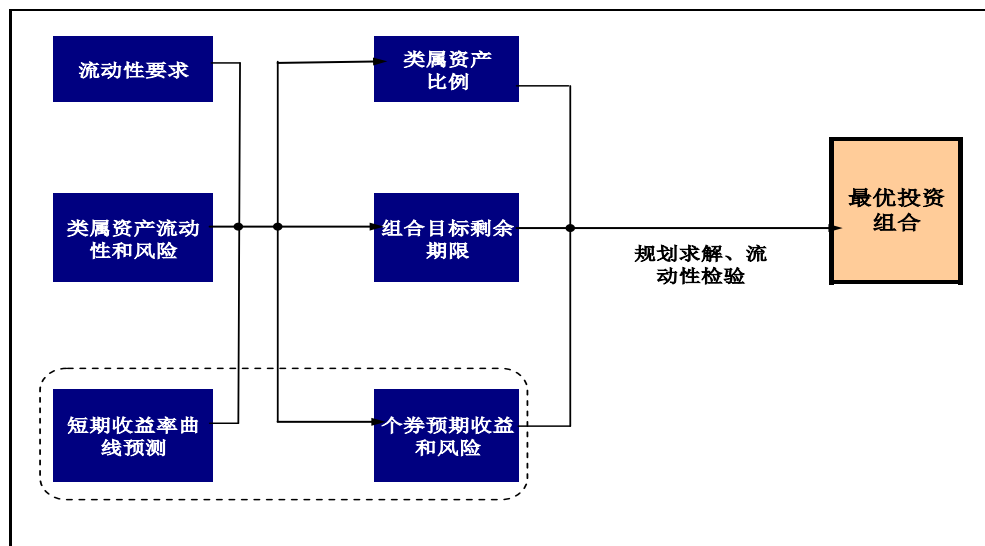 流动性要求
类属资产
比例
类属资产流动
性和风险
组合目标剩余
期限
最优投资
组合
规划求解、流
动性检验
短期收益率曲
线预测
个券预期收益
和风险